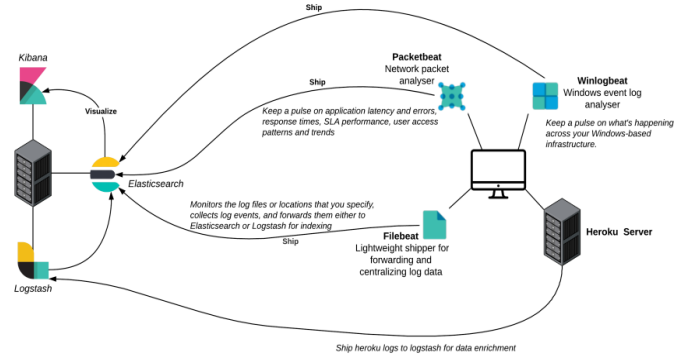 Ship
Kibana
Packetbeat
Network packet
analyser
Winlogbeat
Windows event log
analyser
Ship
Visualize
Keep a pulse on application latency and errors,
response times, SLA performance, user access
patterns and trends
Keep a pulse on what's happening
across your Windows-based
infrastructure.
Elasticsearch
Monitors the log files or locations that you specify,
collects log events, and forwards them either to
Elasticsearch or Logstash for indexing
Ship
Filebeat
Lightweight shipper for
forwarding and
centralizing log data
Heroku Server
Logstash
Ship heroku logs to logstash for data enrichment